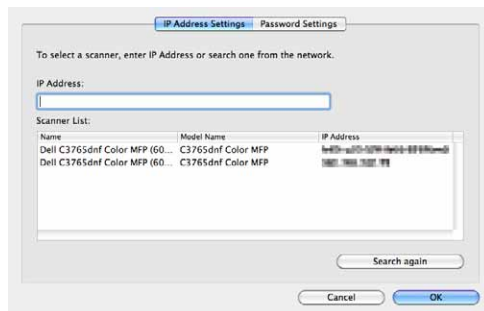 IP Address Settings Password Settings
To select a scanner, enter IP Address or search one from the network.
IP Address:
Scanner List:
Name Model Name IP Address
Dell C3765dnf Color MFP (60... C3765dnf Color MFP
Dell C3765dnf Color MFP (60... C3765dnf Color MFP
Search again
Cancel OK